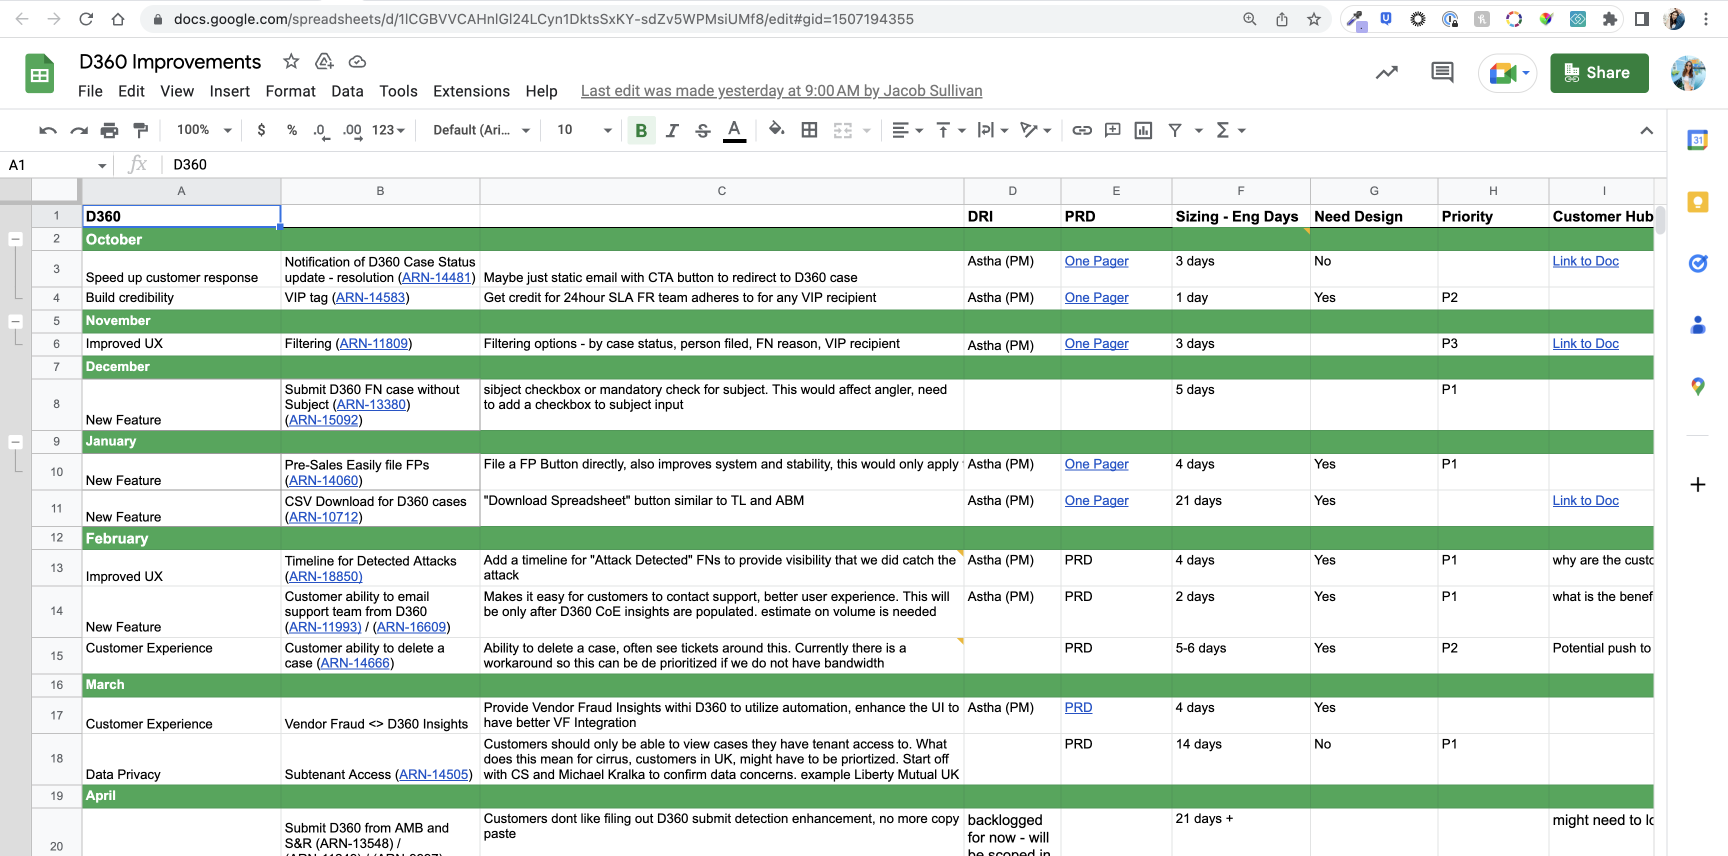 docs.google.com/spreadsheets/d/1lCGBVVCAHnlGl24LCyn1DktsSxKY-sdZv5WPMsiUMf8/edit#gid=1507194355
D360 Improvements
File Edit View Insert Format Data Tools Extensions Help Last edit was made yesterday at 9:00 AM by Jacob Sullivan
Share
100% $ % .0 .00 123 Default (Ari... 10 B I S A
31
A1 fx D360
A B C D E F G H I
1 D360 DRI PRD Sizing - Eng Days Need Design Priority Customer Hub
2 October
3 Speed up customer response
Notification of D360 Case Status
update - resolution (ARN-14481)
Maybe just static email with CTA button to redirect to D360 case
Astha (PM) One Pager 3 days No Link to Doc
4 Build credibility VIP tag (ARN-14583) Get credit for 24hour SLA FR team adheres to for any VIP recipient Astha (PM) One Pager 1 day Yes P2
5 November
6 Improved UX Filtering (ARN-11809) Filtering options - by case status, person filed, FN reason, VIP recipient Astha (PM) One Pager 3 days P3 Link to Doc
7 December
8 New Feature
Submit D360 FN case without
Subject (ARN-13380)
(ARN-15092)
sibject checkbox or mandatory check for subject. This would affect angler, need
to add a checkbox to subject input
5 days P1
9 January
10 New Feature
Pre-Sales Easily file FPs
(ARN-14060)
File a FP Button directly, also improves system and stability, this would only apply
Astha (PM) One Pager 4 days Yes P1
11 New Feature
CSV Download for D360 cases
(ARN-10712)
"Download Spreadsheet" button similar to TL and ABM
Astha (PM) One Pager 21 days Yes Link to Doc
12 February
13 Improved UX
Timeline for Detected Attacks
(ARN-18850)
Add a timeline for "Attack Detected" FNs to provide visibility that we did catch the
attack
Astha (PM) PRD 4 days Yes P1 why are the custo
14 New Feature
Customer ability to email
support team from D360
(ARN-11993) / (ARN-16609)
Makes it easy for customers to contact support, better user experience. This will
be only after D360 CoE insights are populated. estimate on volume is needed
Astha (PM) PRD 2 days Yes P1 what is the benef
15 Customer Experience
Customer ability to delete a
case (ARN-14666)
Ability to delete a case, often see tickets around this. Currently there is a
workaround so this can be de prioritized if we do not have bandwidth
PRD 5-6 days Yes P2 Potential push to
16 March
17 Customer Experience Vendor Fraud <> D360 Insights
Provide Vendor Fraud Insights withi D360 to utilize automation, enhance the UI to
have better VF Integration
Astha (PM) PRD 4 days Yes
18 Data Privacy Subtenant Access (ARN-14505)
Customers should only be able to view cases they have tenant access to. What
does this mean for cirrus, customers in UK, might have to be priortized. Start off
with CS and Michael Kralka to confirm data concerns. example Liberty Mutual UK
PRD 14 days No P1
19 April
20
Submit D360 from AMB and
S&R (ARN-13548) /
Customers dont like filing out D360 submit detection enhancement, no more copy
paste
backlogged
for now - will
be scoped in
21 days + might need to lo